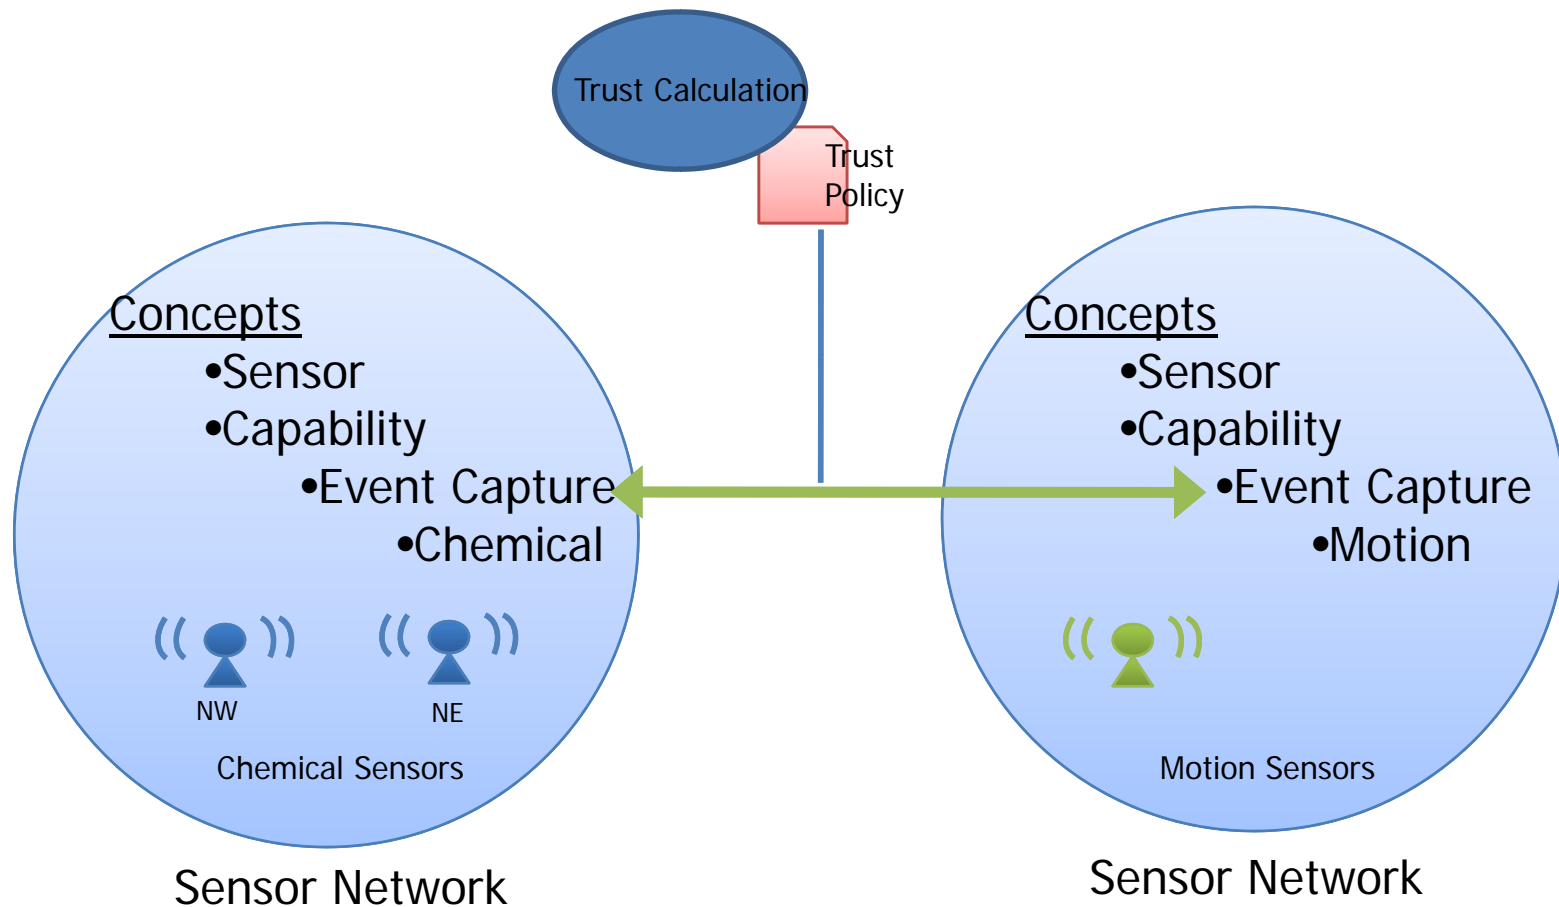 Trust Calculation
Trust
Policy
Concepts
•Sensor
•Capability
•Event Capture
•Chemical
NW
NE
Chemical Sensors
Sensor Network
Concepts
•Sensor
•Capability
•Event Capture
•Motion
Motion Sensors
Sensor Network